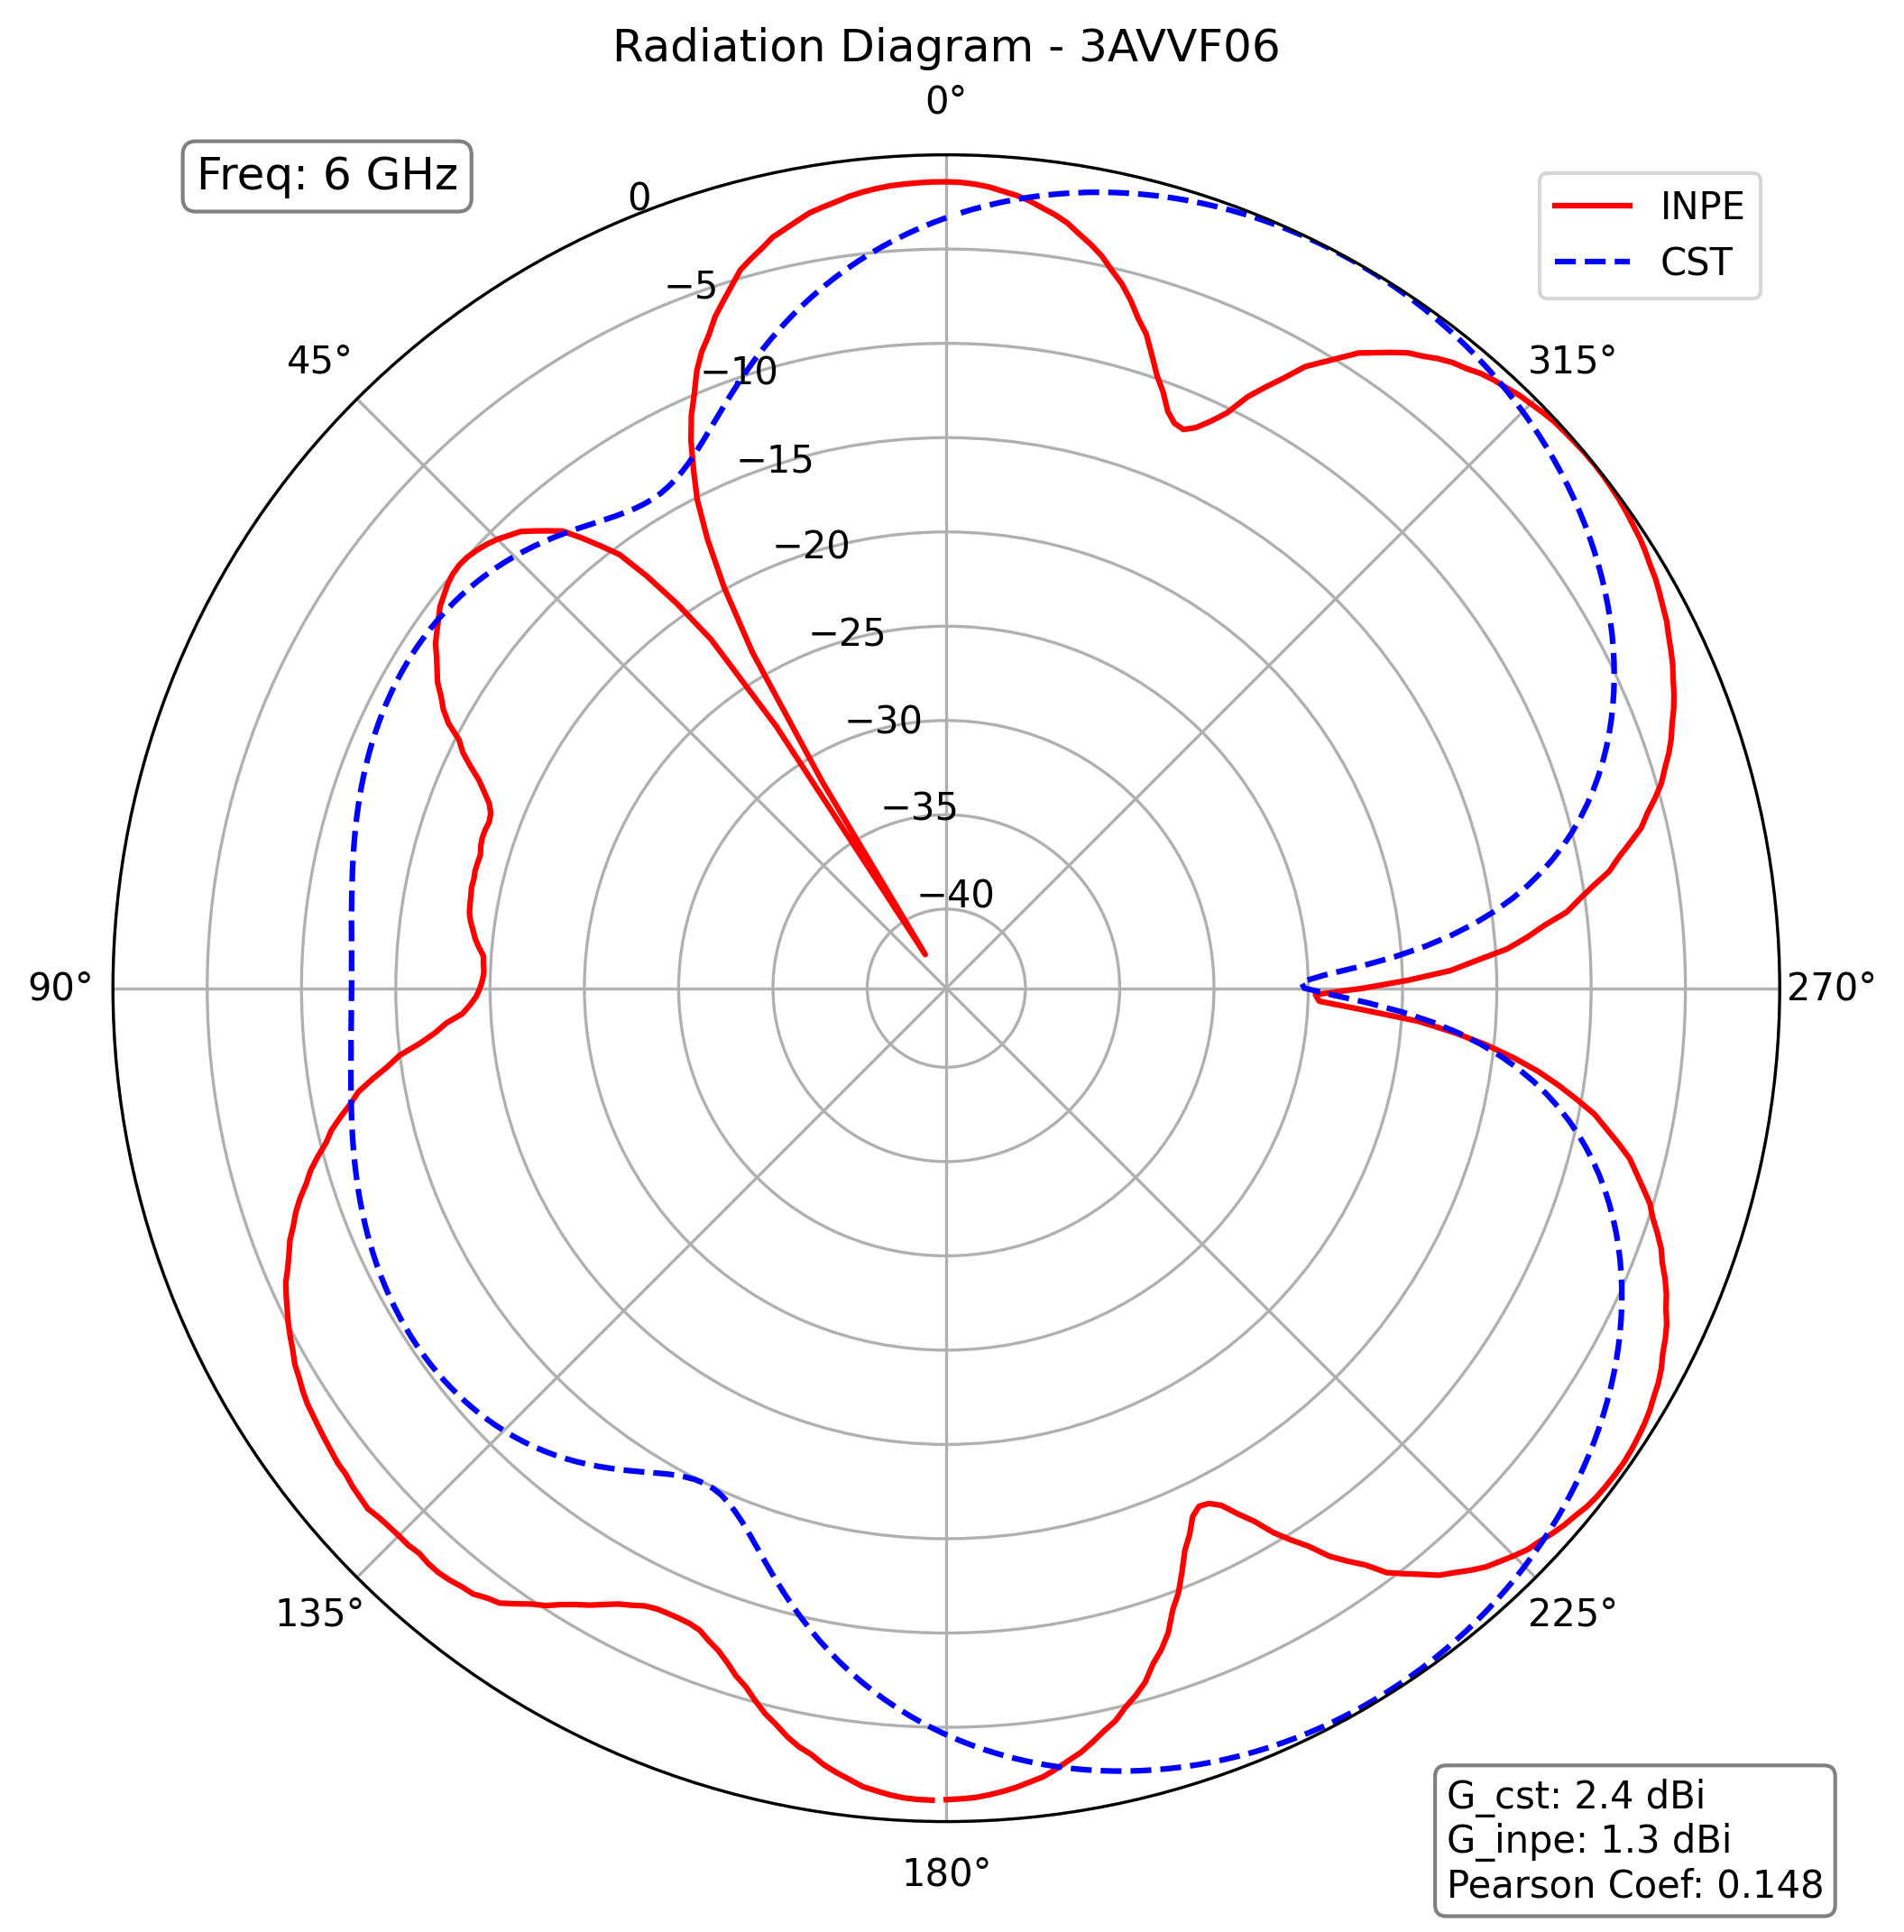 Radiation Diagram - 3AVVF06
0°
Freq: 6 GHz
INPE
CST
0
−5
−10
−15
−20
−25
−30
−35
−40
45°
315°
90°
270°
135°
225°
180°
G_cst: 2.4 dBi
G_inpe: 1.3 dBi
Pearson Coef: 0.148